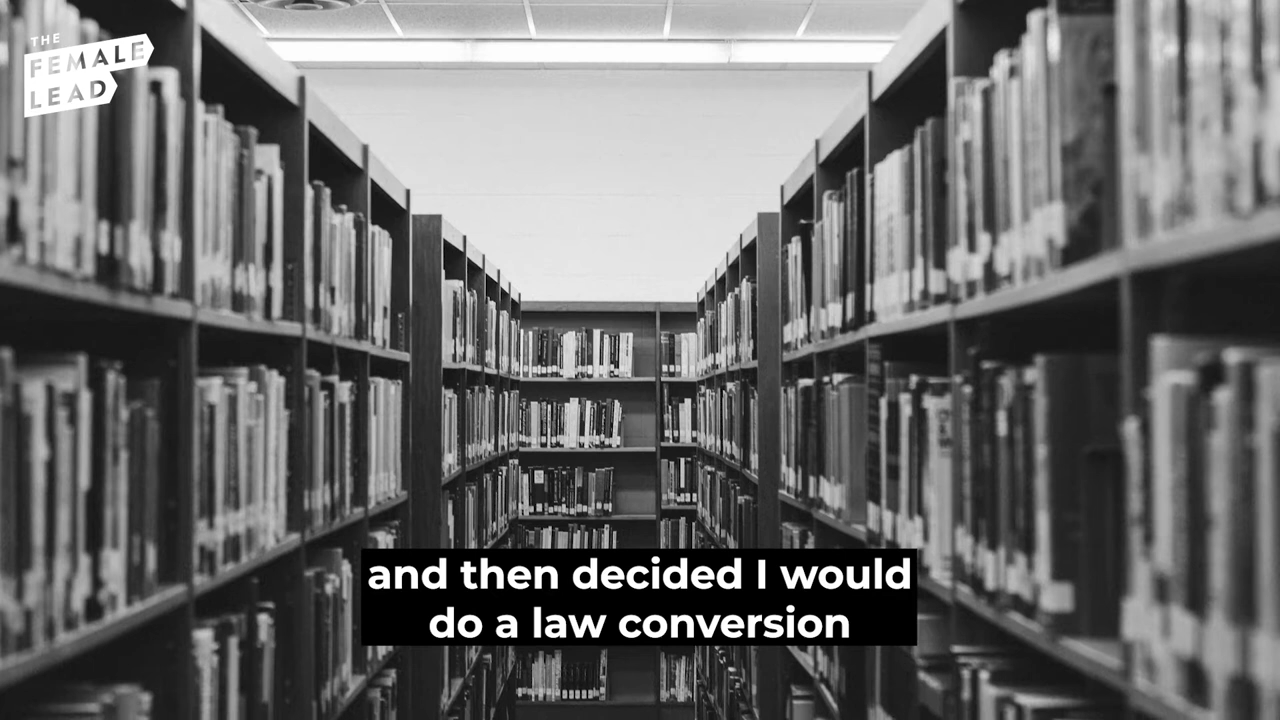 THE
FEMALE
LEAD
and then decided I would
do a law conversion